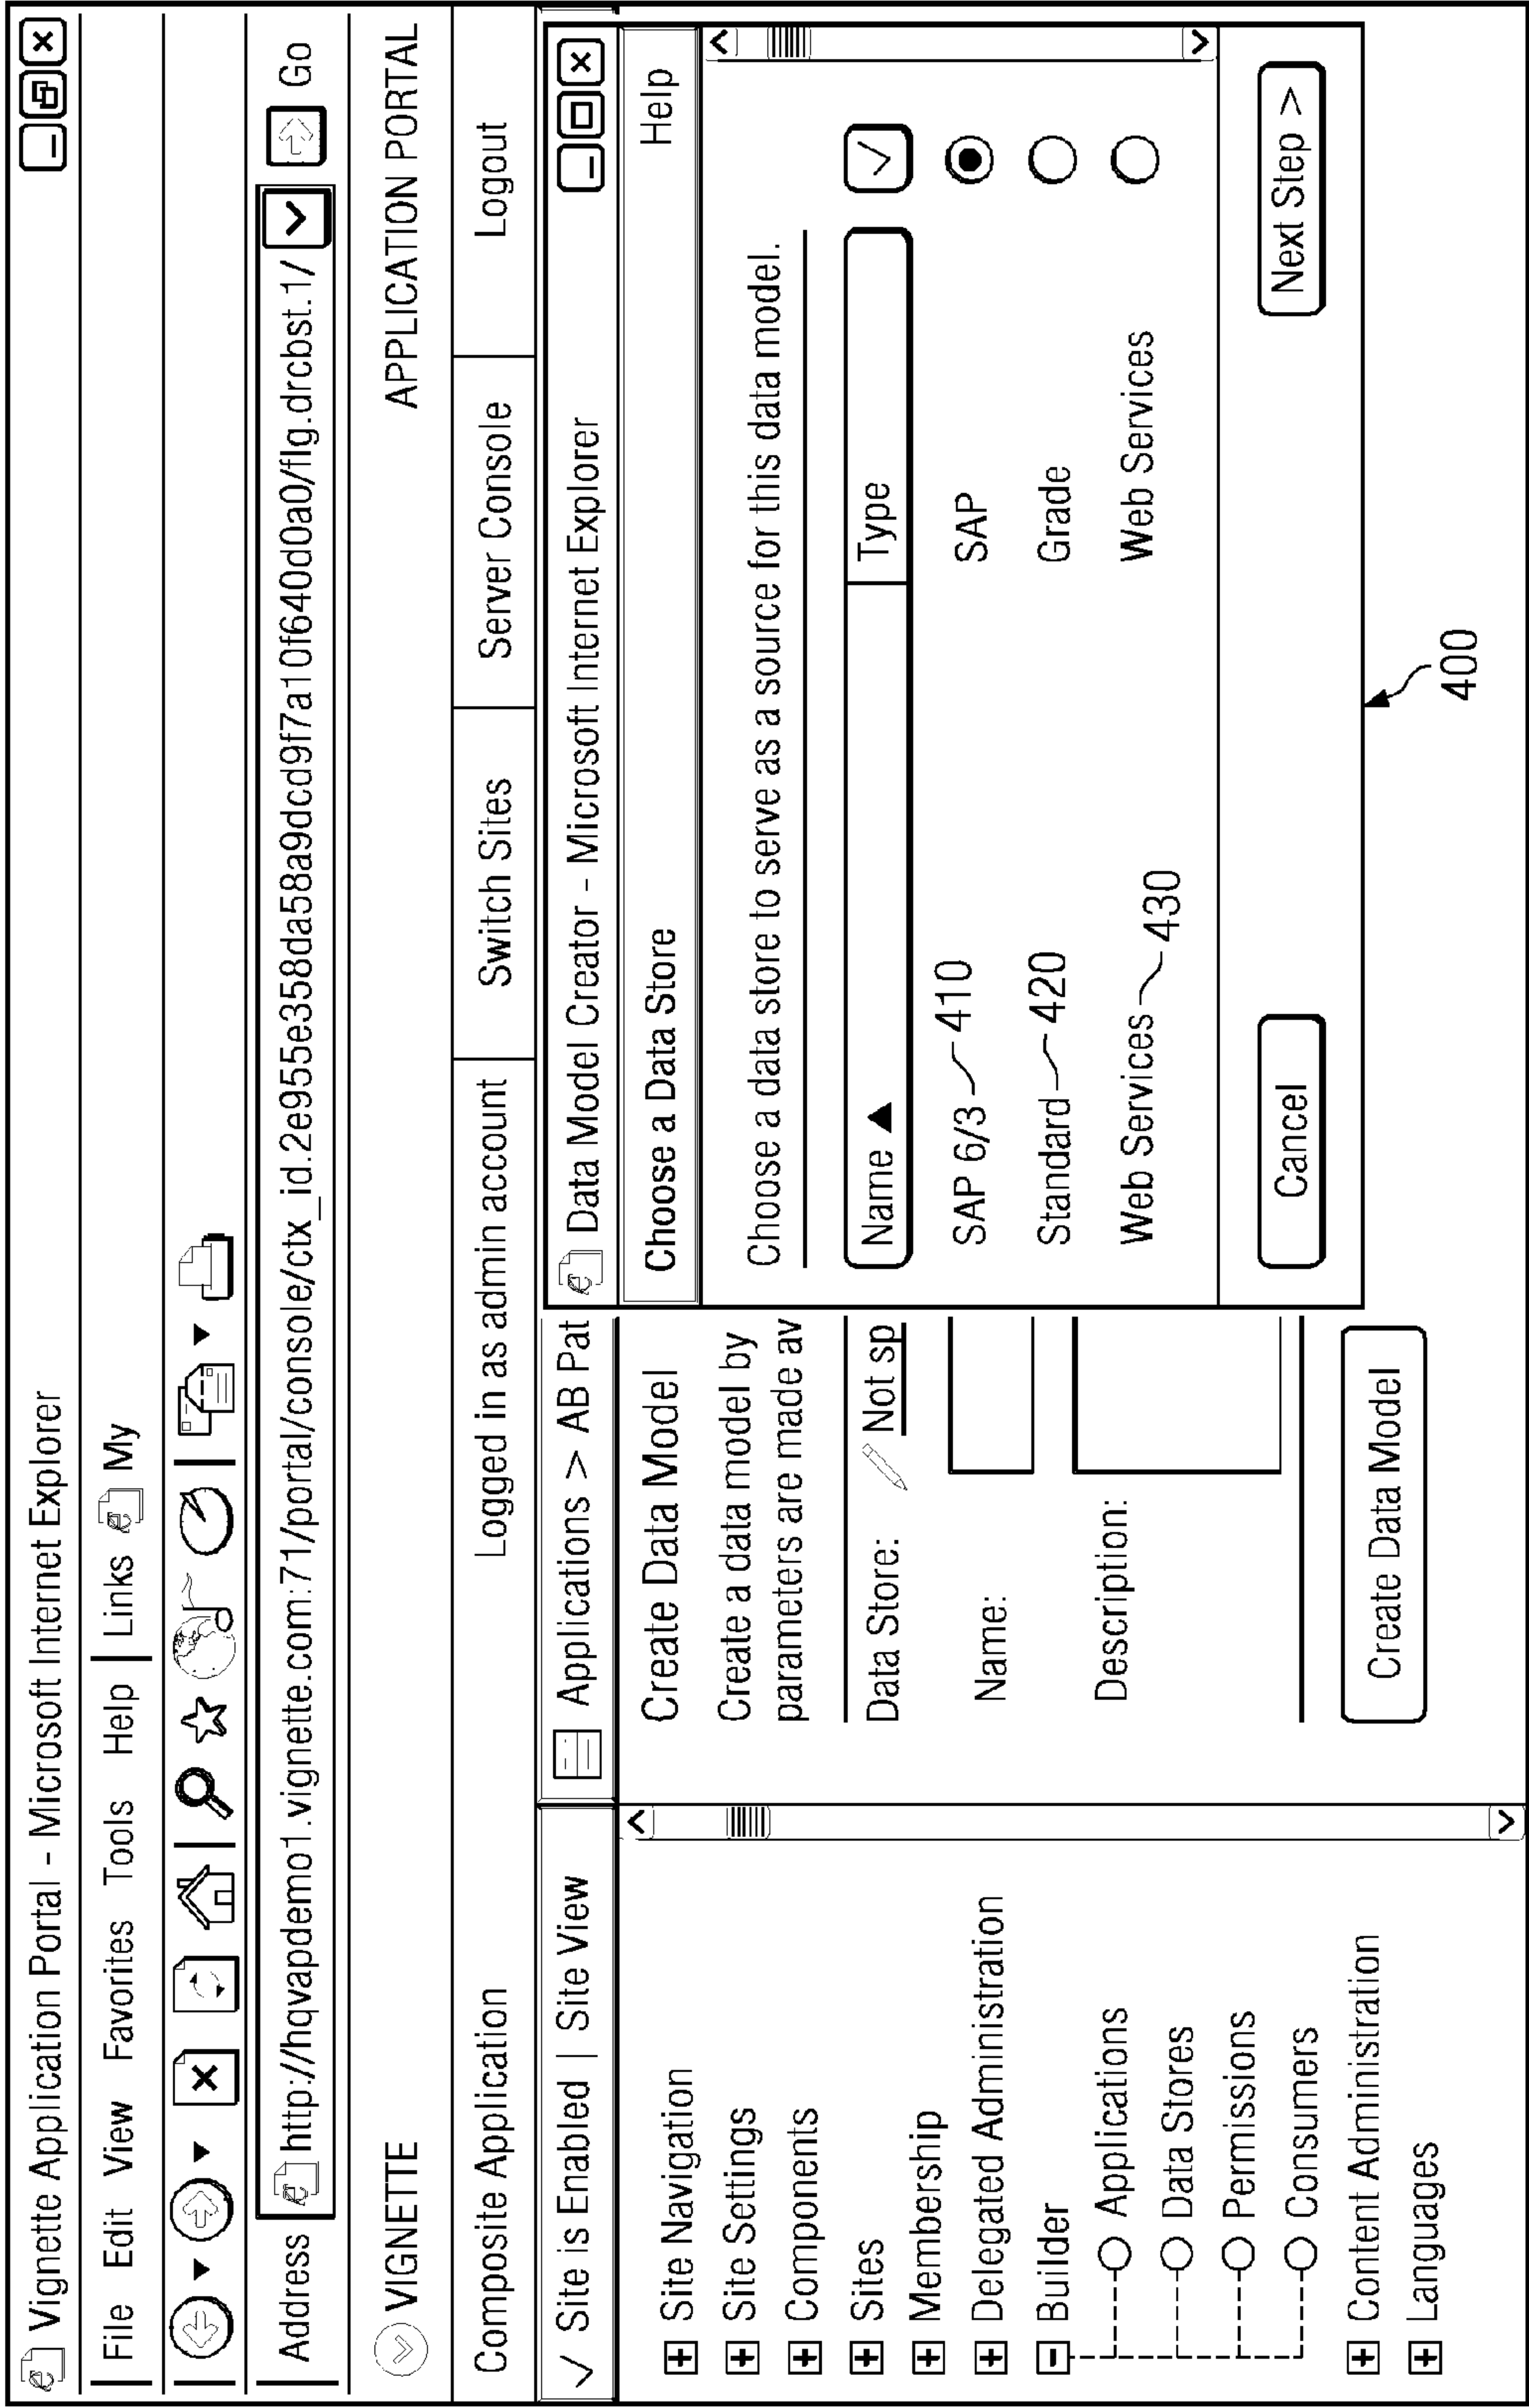 Vignette Application Portal - Microsoft Internet Explorer
File Edit View Favorites Tools Help Links My
Address http://hqvapdemo1.vignette.com:71/portal/console/ctx_id.2e955e358da58a9dcd9f7a10f640d0a0/flg.drcbst.1/ Go
VIGNETTE APPLICATION PORTAL
Composite Application Logged in as admin account Switch Sites Server Console Logout
Site is Enabled | Site View
Site Navigation
Site Settings
Components
Sites
Membership
Delegated Administration
Builder
Applications
Data Stores
Permissions
Consumers
Content Administration
Languages
Applications > AB Pat
Create Data Model
Create a data model by
parameters are made av
Data Store: Not sp
Name:
Description:
Create Data Model
Data Model Creator - Microsoft Internet Explorer
Choose a Data Store Help
Choose a data store to serve as a source for this data model.
Name Type
SAP 6/3 410 SAP
Standard 420 Grade
Web Services 430 Web Services
Cancel Next Step >
400